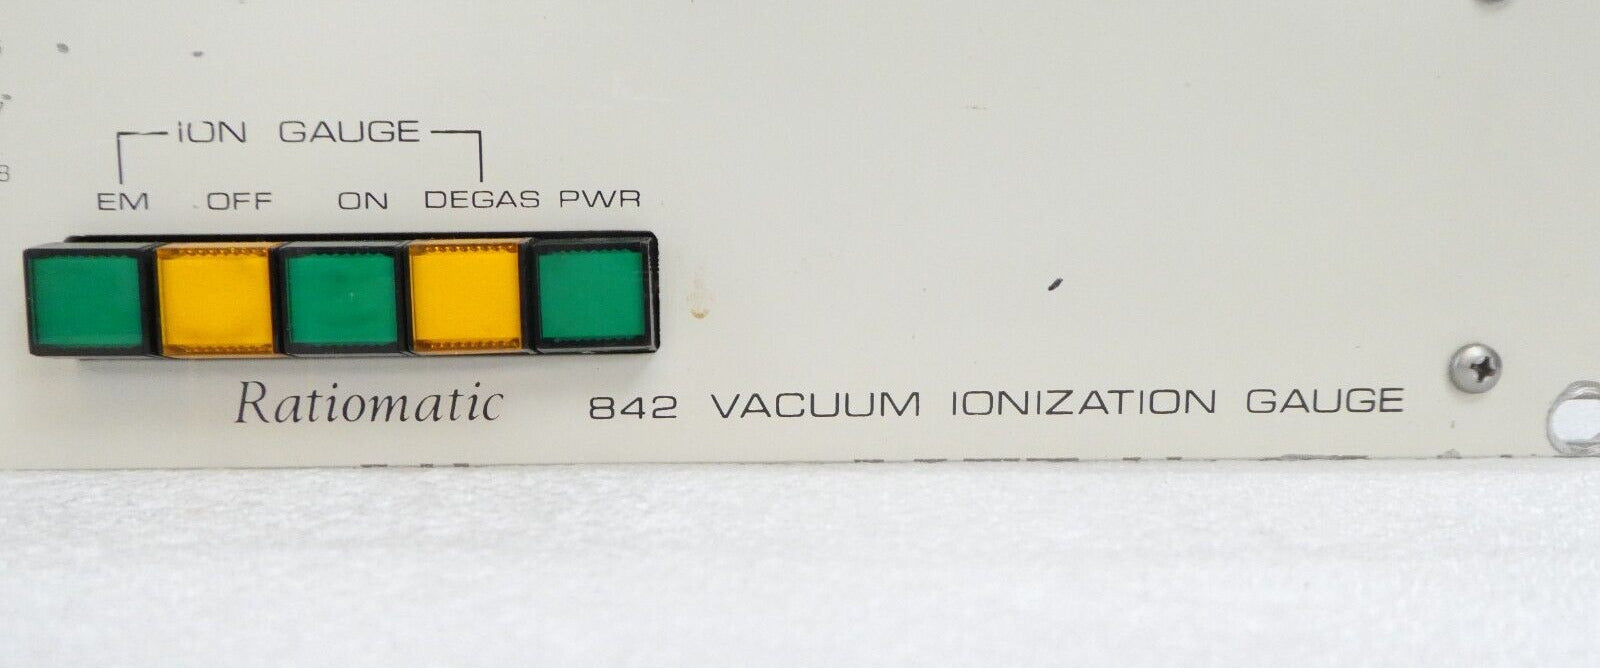 ION GAUGE
EM OFF ON DEGAS PWR
Ratiomatic 842 VACUUM IONIZATION GAUGE